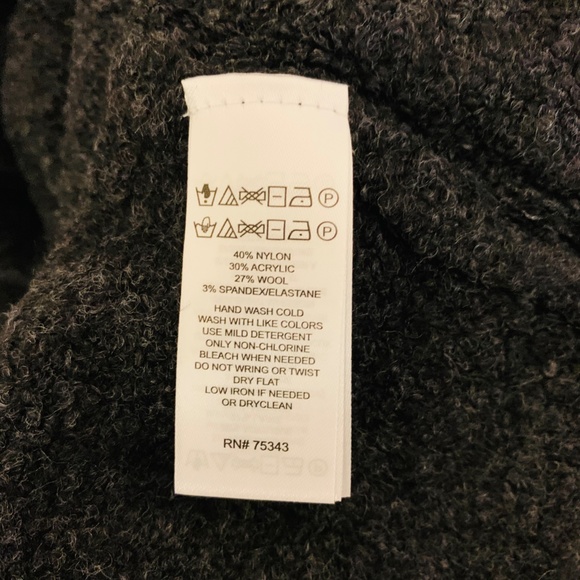 P
P
40% NYLON
30% ACRYLIC
27% WOOL
3% SPANDEX/ELASTANE
HAND WASH COLD
WASH WITH LIKE COLORS
USE MILD DETERGENT
ONLY NON-CHLORINE
BLEACH WHEN NEEDED
DO NOT WRING OR TWIST
DRY FLAT
LOW IRON IF NEEDED
OR DRYCLEAN
RN# 75343